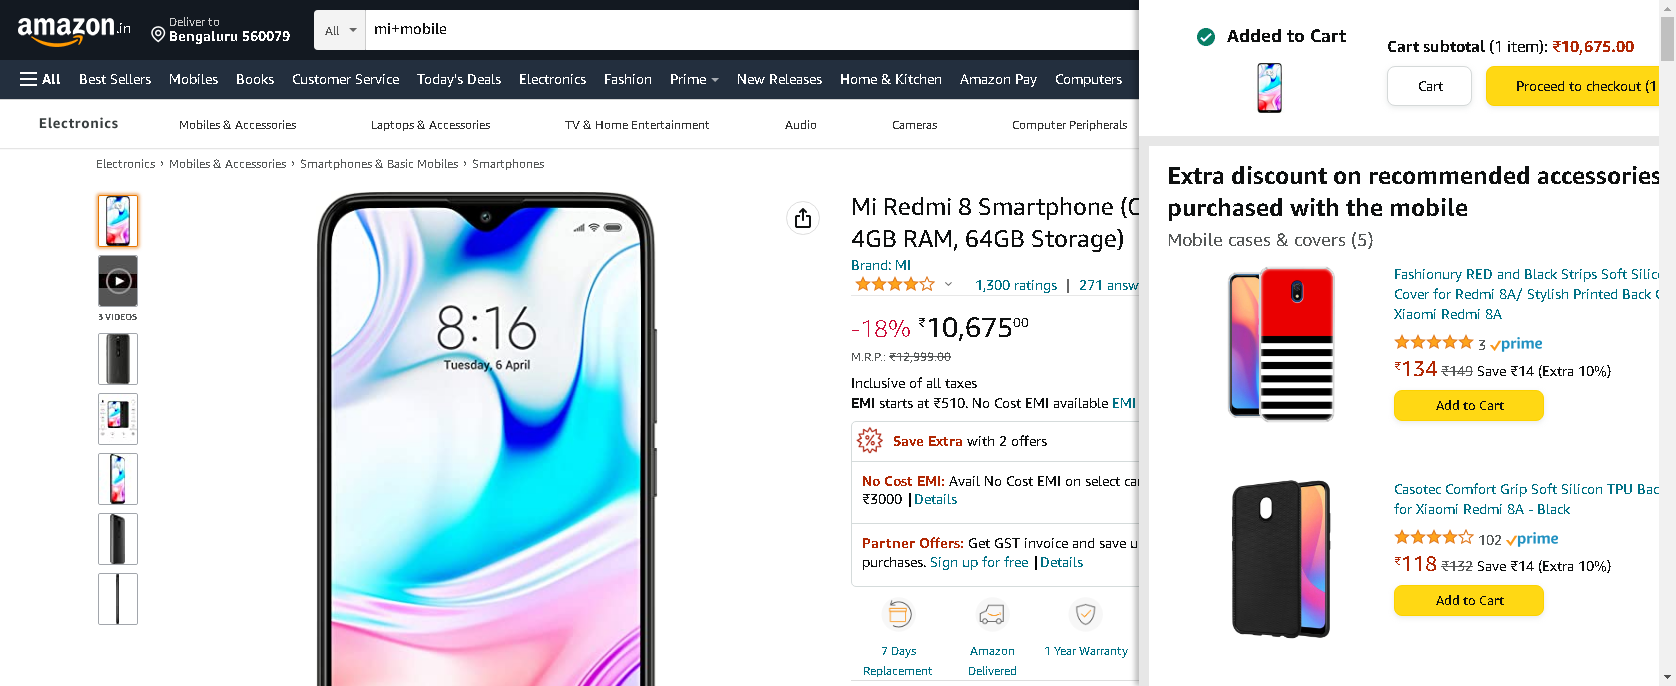 amazon.in
Deliver to
Bengaluru 560079
All
mi+mobile
All Best Sellers Mobiles Books Customer Service Today's Deals Electronics Fashion Prime New Releases Home & Kitchen Amazon Pay Computers
Electronics Mobiles & Accessories Laptops & Accessories TV & Home Entertainment Audio Cameras Computer Peripherals
Electronics › Mobiles & Accessories › Smartphones & Basic Mobiles › Smartphones
3 VIDEOS
8:16
Tuesday, 6 April
Mi Redmi 8 Smartphone (
4GB RAM, 64GB Storage)
Brand: MI
1,300 ratings | 271 answ
-18% ₹10,67500
M.R.P.: ₹12,999.00
Inclusive of all taxes
EMI starts at ₹510. No Cost EMI available EMI
Save Extra with 2 offers
No Cost EMI: Avail No Cost EMI on select ca
₹3000 | Details
Partner Offers: Get GST invoice and save u
purchases. Sign up for free | Details
7 Days
Replacement
Amazon
Delivered
1 Year Warranty
Added to Cart
Cart subtotal (1 item): ₹10,675.00
Cart
Proceed to checkout (1
Extra discount on recommended accessories
purchased with the mobile
Mobile cases & covers (5)
Fashionury RED and Black Strips Soft Silic
Cover for Redmi 8A/ Stylish Printed Back
Xiaomi Redmi 8A
3 prime
₹134 ₹149 Save ₹14 (Extra 10%)
Add to Cart
Casotec Comfort Grip Soft Silicon TPU Bac
for Xiaomi Redmi 8A - Black
102 prime
₹118 ₹132 Save ₹14 (Extra 10%)
Add to Cart